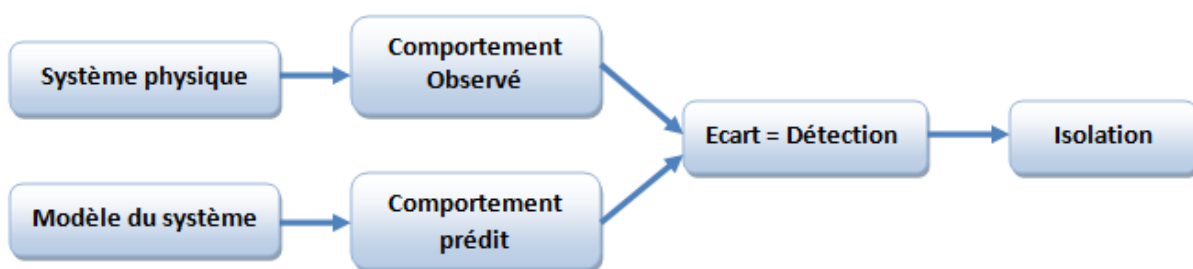 Système physique
Comportement
Observé
Ecart = Détection
Isolation
Modèle du système
Comportement
prédit